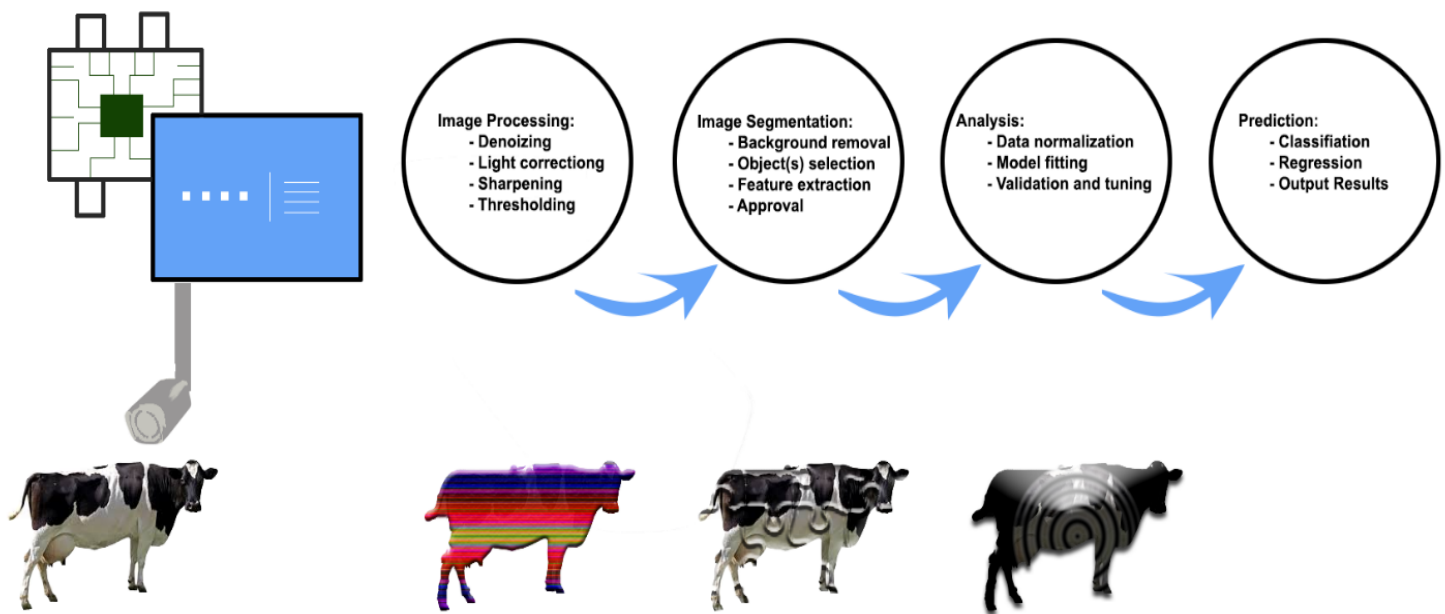 Image Processing:
- Denoizing
- Light correctiong
- Sharpening
- Thresholding
Image Segmentation:
- Background removal
- Object(s) selection
- Feature extraction
- Approval
Analysis:
- Data normalization
- Model fitting
- Validation and tuning
Prediction:
- Classifiation
- Regression
- Output Results